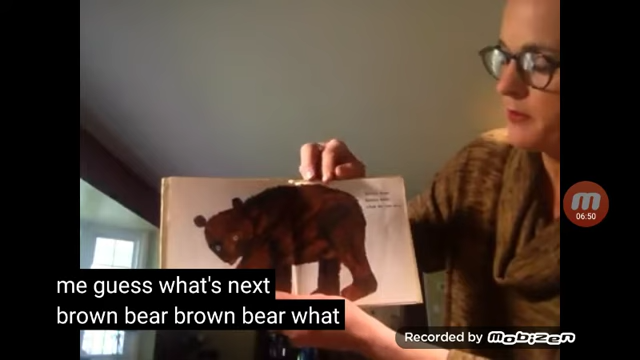 me guess what's next
brown bear brown bear what
06:50
Recorded by mobizen